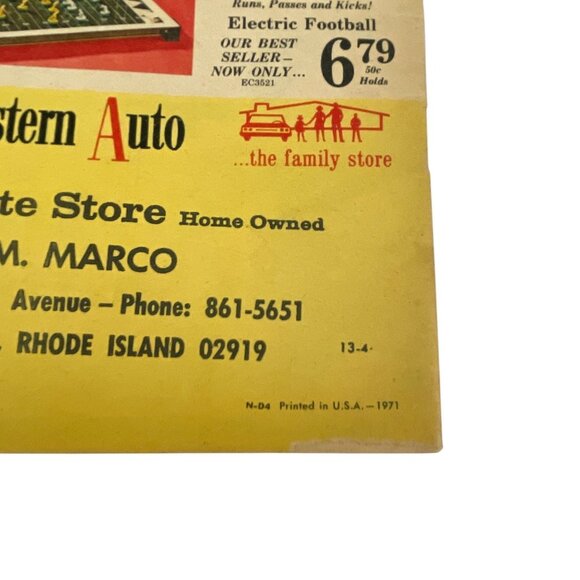 Runs, Passes and Kicks!
Electric Football
OUR BEST
SELLER—
NOW ONLY...
EC3521
6 79
50c
Holds
stern Auto
...the family store
te Store Home Owned
M. MARCO
Avenue – Phone: 861-5651
, RHODE ISLAND 02919
13-4-
N-D4 Printed in U.S.A.—1971